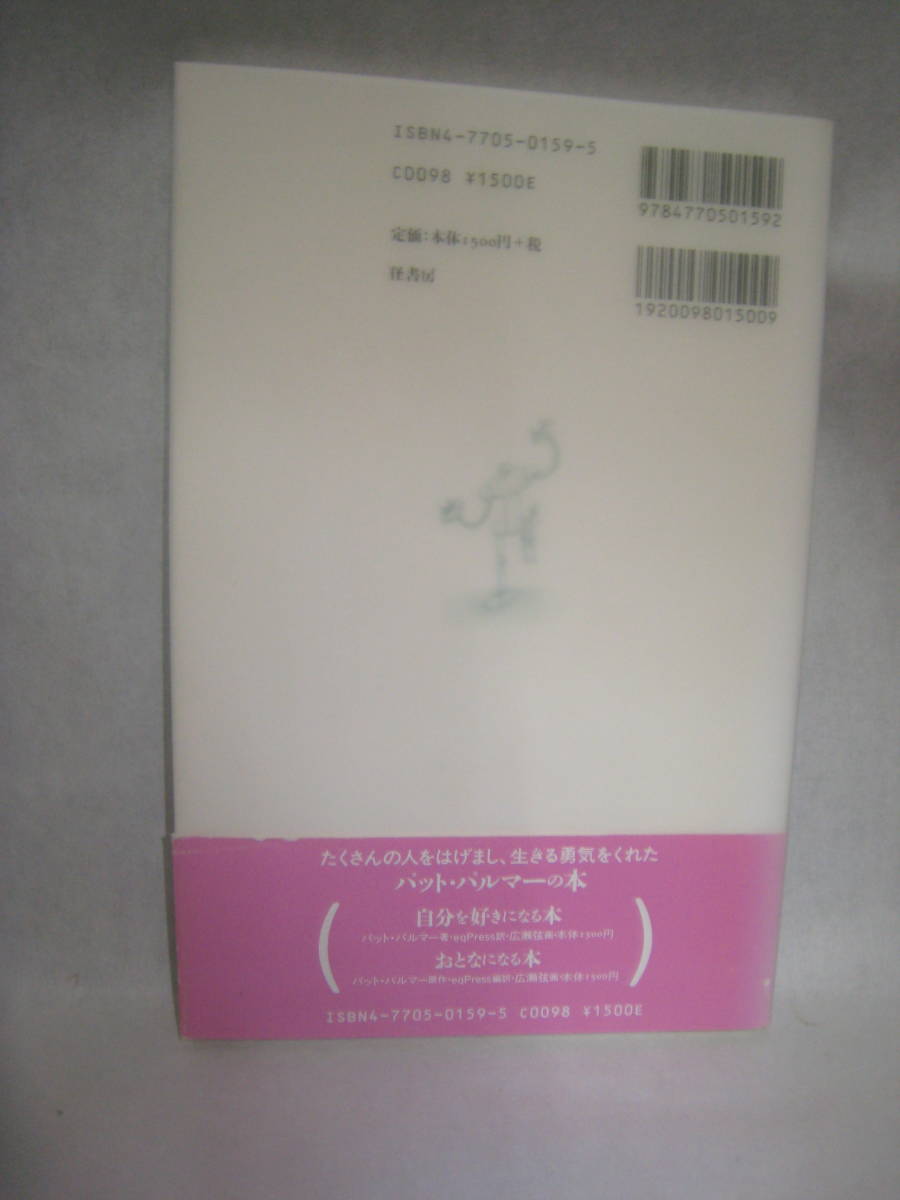 ISBN4-7705-0159-5
C0098 ¥1500E
定価:本体1500円+税
径書房
9784770501592
1920098015009
たくさんの人をはげまし、生きる勇気をくれた
パット・パルマーの本
自分を好きになる本
パット・パルマー著・eqPress訳・広瀬弦画・本体1300円
おとなになる本
パット・パルマー原作・eqPress編訳・広瀬弦画・本体1500円
ISBN4-7705-0159-5 C0098 ¥1500E